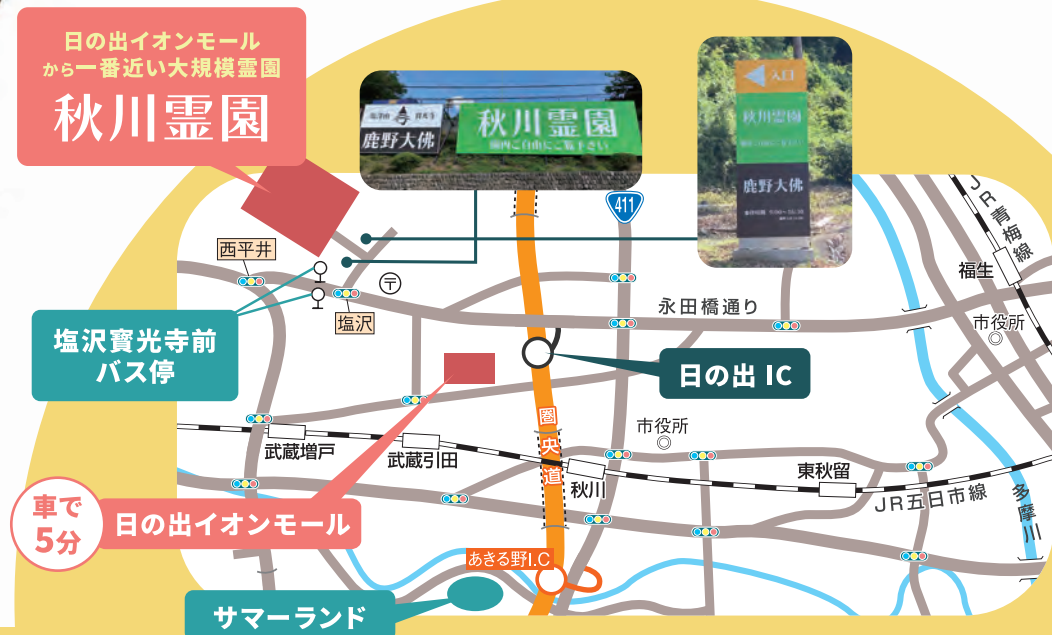 日の出イオンモール
から一番近い大規模霊園
秋川霊園
鹿野大佛
秋川霊園
園内ご自由にご覧下さい
入口
秋川霊園
鹿野大佛
411
JR青梅線
西平井
福生
永田橋通り
市役所
塩沢
塩沢寳光寺前
バス停
日の出 IC
圏央道
市役所
武蔵増戸
武蔵引田
秋川
東秋留
JR五日市線
多摩川
車で
5分
日の出イオンモール
あきる野I.C
サマーランド